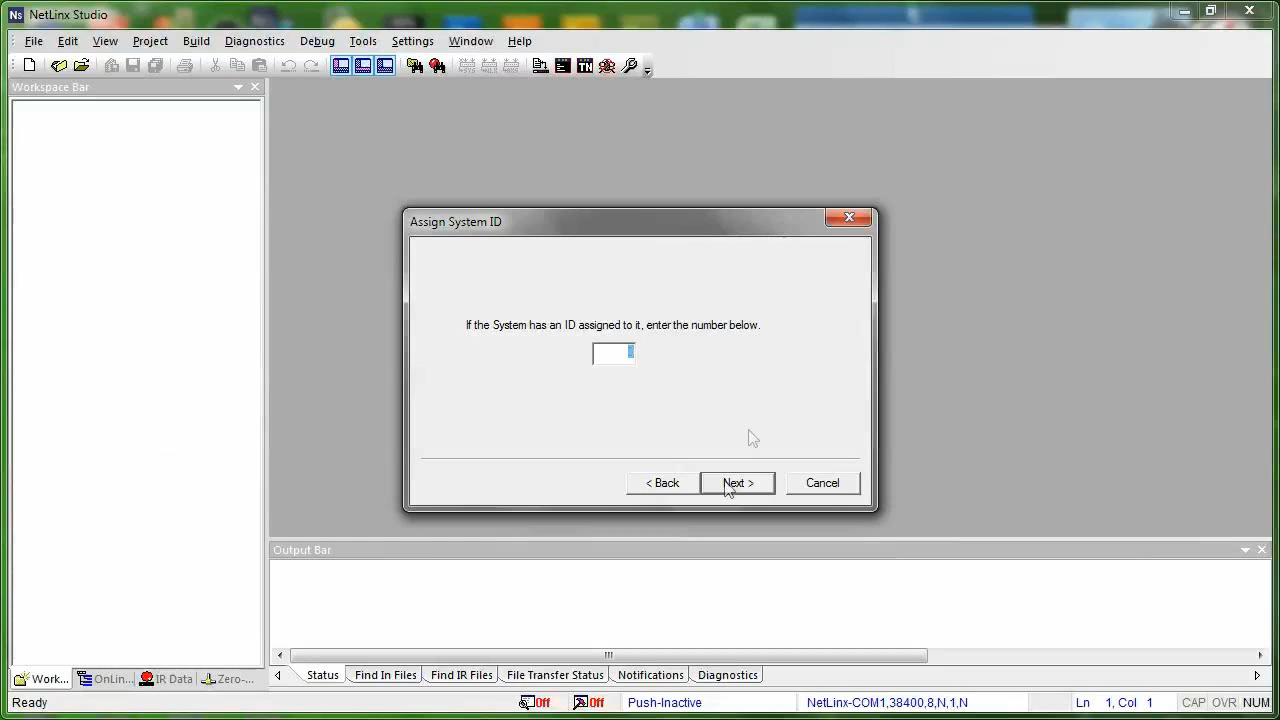 Ns NetLinx Studio
File Edit View Project Build Diagnostics Debug Tools Settings Window Help
TN
Workspace Bar
Assign System ID
If the System has an ID assigned to it, enter the number below.
< Back Next > Cancel
Output Bar
Work... OnLin... IR Data Zero-... Status Find In Files Find IR Files File Transfer Status Notifications Diagnostics
Ready Off Off Push-Inactive NetLinx-COM1,38400,8,N,1,N Ln 1, Col 1 CAP OVR NUM